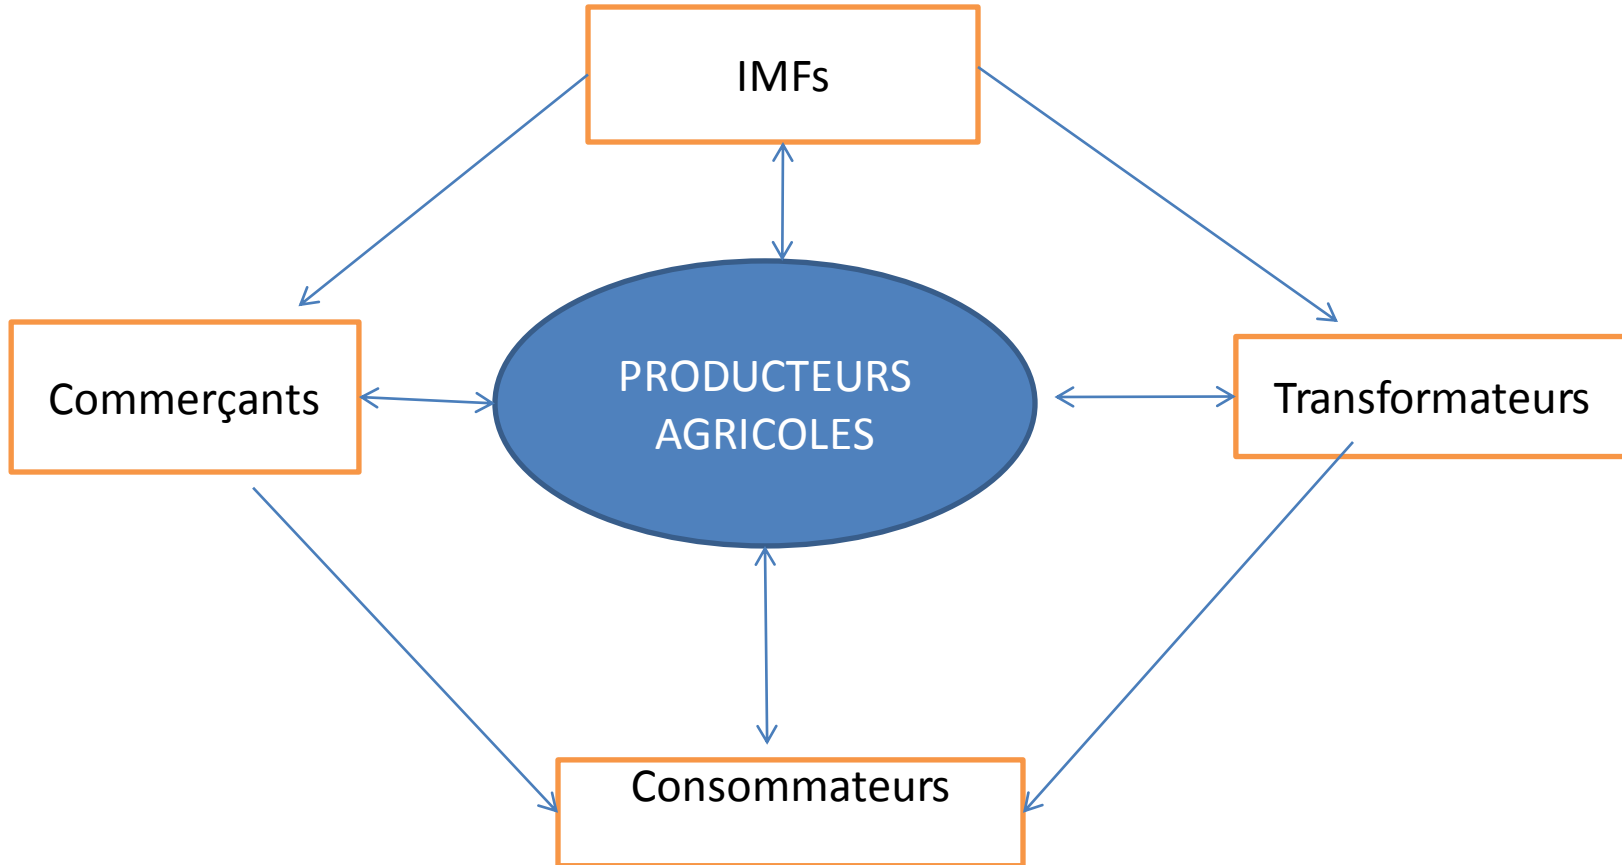 IMFs
PRODUCTEURS
AGRICOLES
Commerçants
Transformateurs
Consommateurs